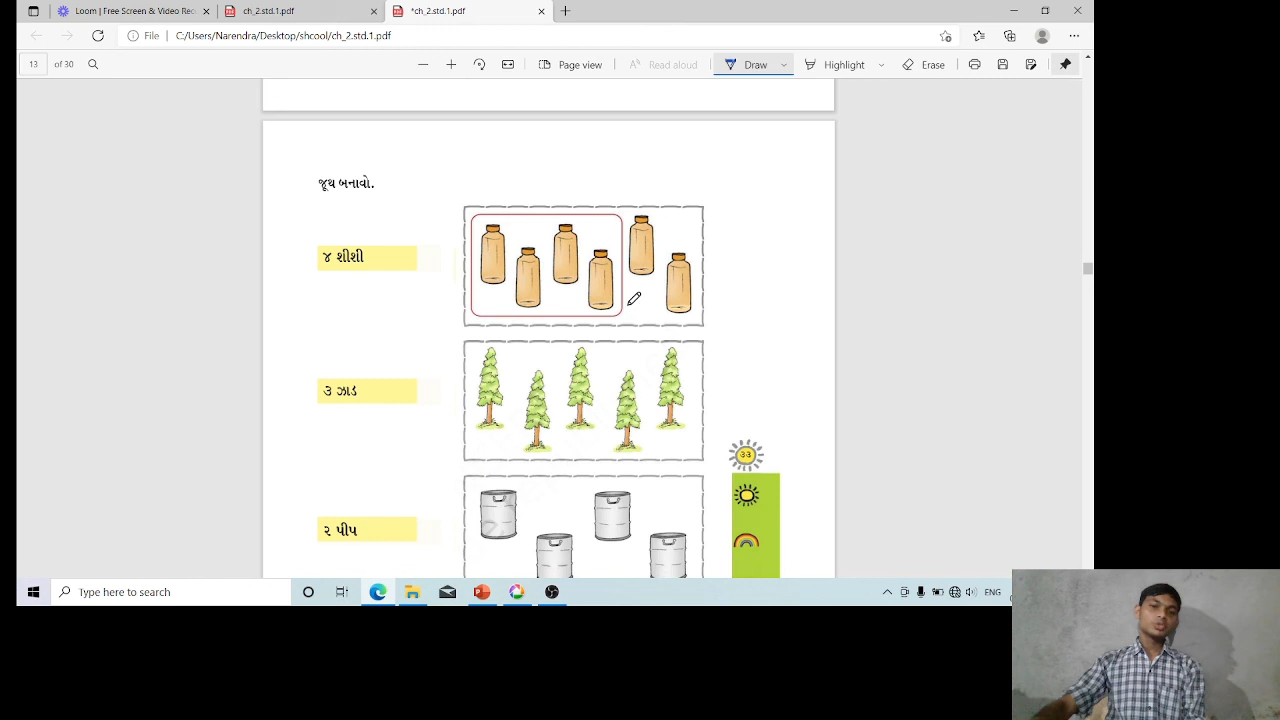 Loom | Free Screen & Video Rec
ch_2.std.1.pdf
*ch_2.std.1.pdf
File
C:/Users/Narendra/Desktop/shcool/ch_2.std.1.pdf
13 of 30
Page view
Read aloud
Draw
Highlight
Erase
જૂથ બનાવો.
૪ શીશી
૩ ઝાડ
૩૩
૨ પીપ
Type here to search
ENG